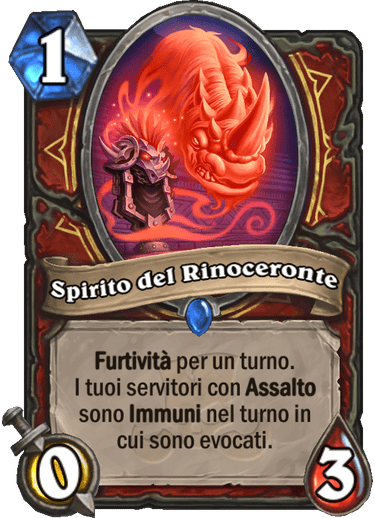 1
Spirito del Rinoceronte
Furtività per un turno.
I tuoi servitori con Assalto
sono Immuni nel turno in
cui sono evocati.
0
3